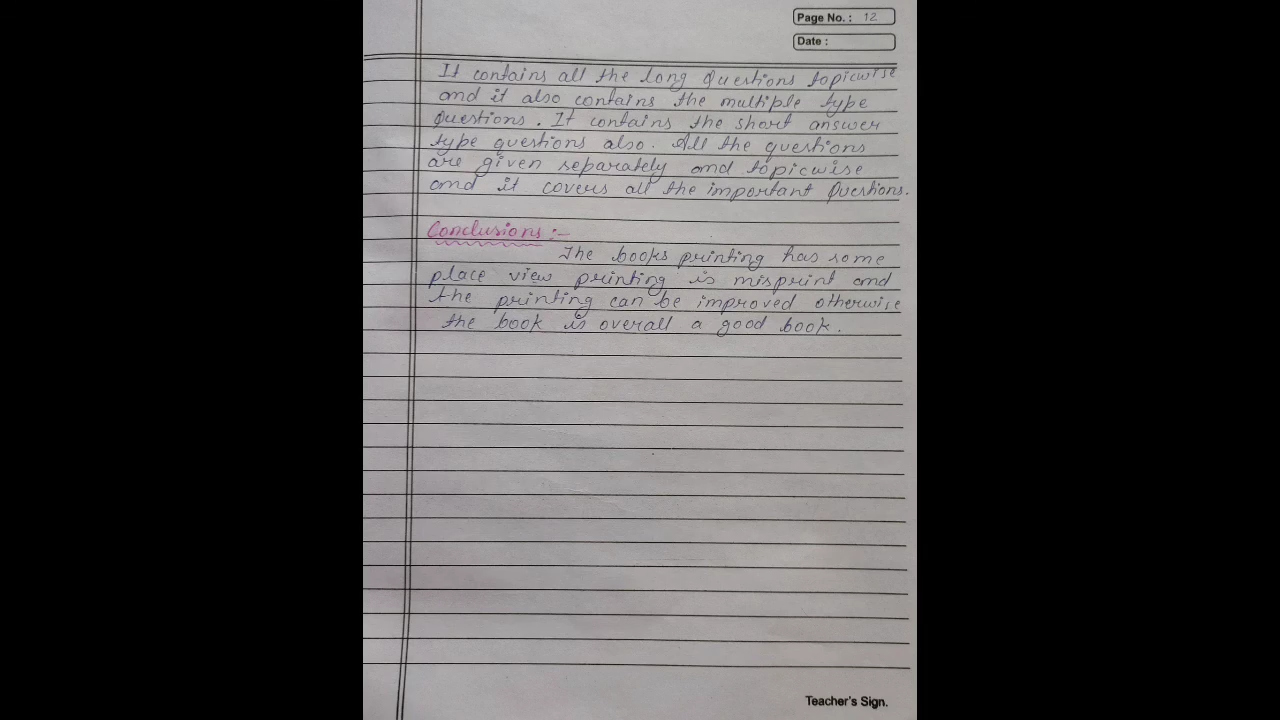 Page No.: 12
Date:
It contains all the long Questions topicwise
and it also contains the multiple type
Questions. It contains the short answer
type questions also. All the questions
are given separately and topicwise
and it covers all the important Questions.
Conclusions:-
The books printing has some
place view printing is misprint and
the printing can be improved otherwise
the book is overall a good book.
Teacher's Sign.